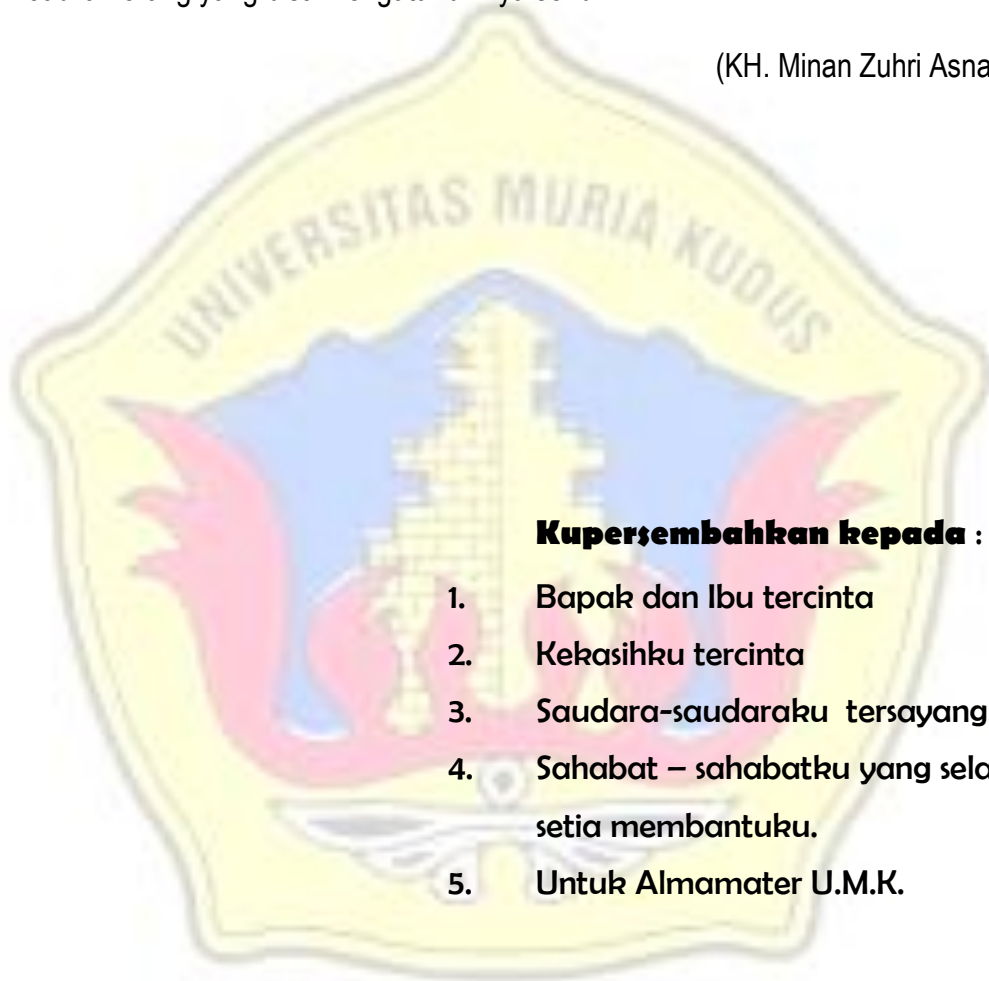 (KH. Minan Zuhri Asna
UNIVERSITAS MURIA KUDUS
Kupersembahkan kepada :
1. Bapak dan Ibu tercinta
2. Kekasihku tercinta
3. Saudara-saudaraku tersayang
4. Sahabat – sahabatku yang sela
setia membantuku.
5. Untuk Almamater U.M.K.